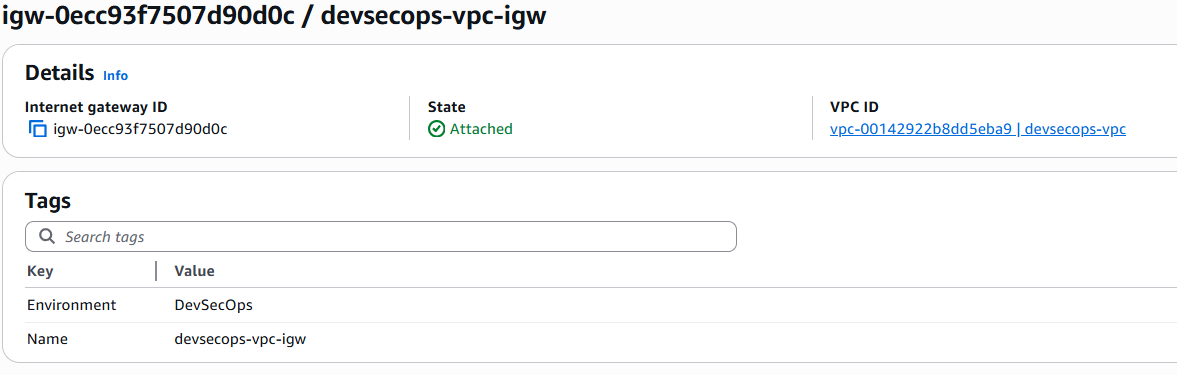 igw-0ecc93f7507d90d0c / devsecops-vpc-igw
Details Info
Internet gateway ID
igw-0ecc93f7507d90d0c
State
Attached
VPC ID
vpc-00142922b8dd5eba9 | devsecops-vpc
Tags
Search tags
Key Value
Environment DevSecOps
Name devsecops-vpc-igw